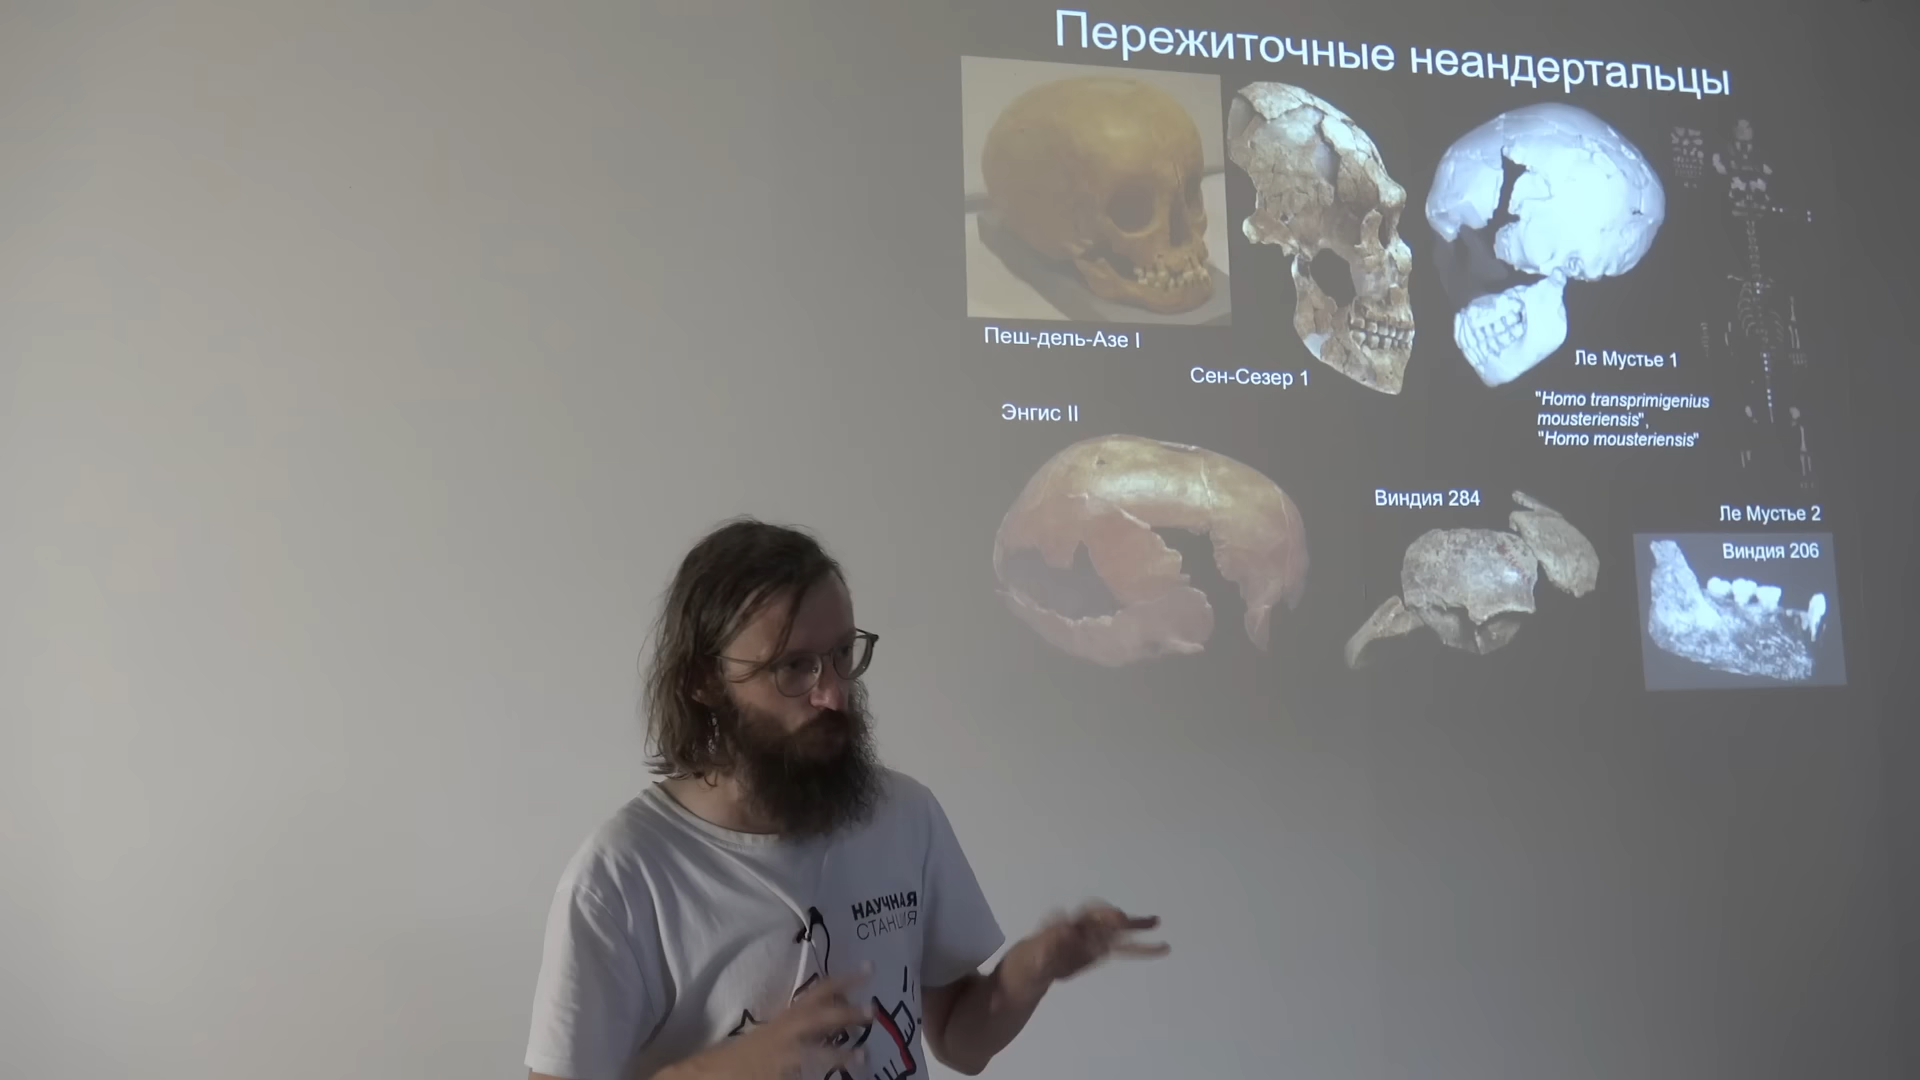 Пережиточные неандертальцы
Пеш-дель-Азе I
Сен-Сезер 1
Ле Мустье 1
"Homo transprimigenius
mousteriensis",
"Homo mousteriensis"
Энгис II
Виндия 284
Ле Мустье 2
Виндия 206
НАУЧНАЯ
СТАНЦИЯ